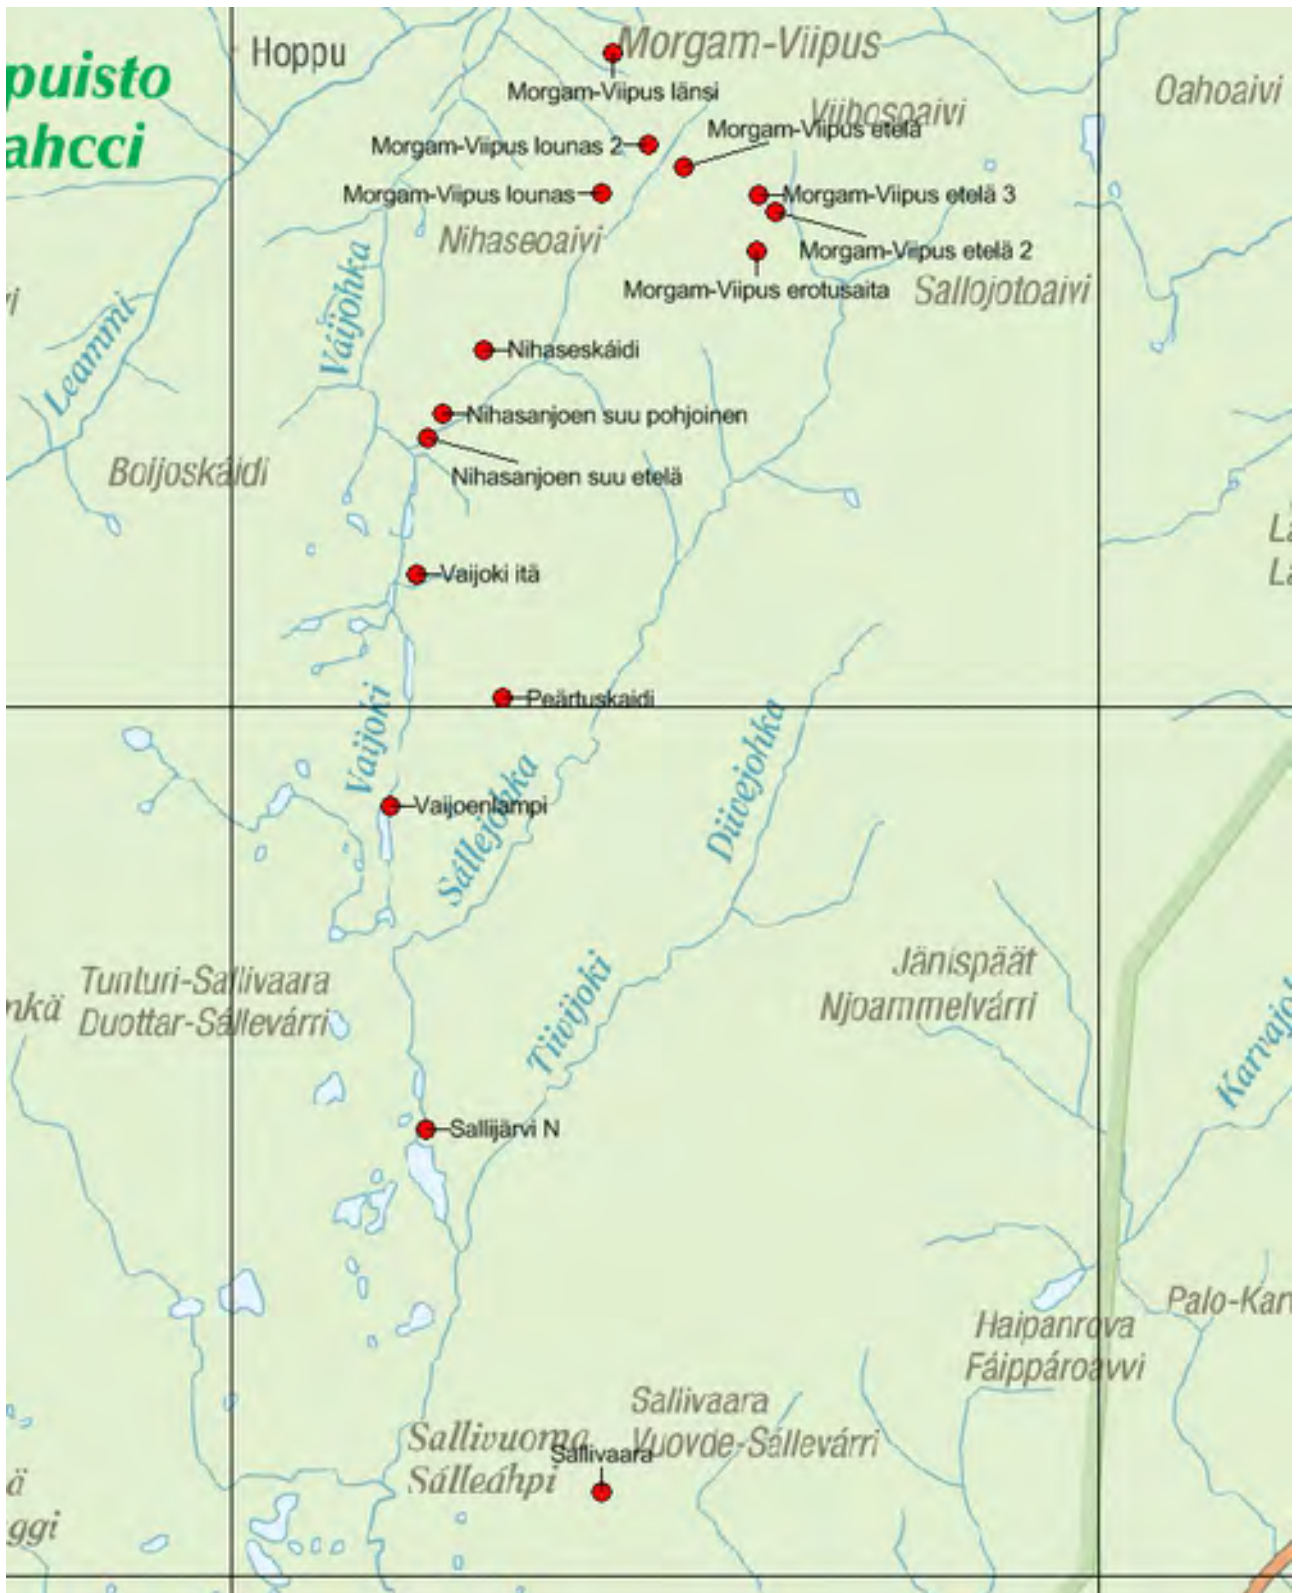 Hoppu
Morgam-Viipus
puisto
ahcci
Morgam-Viipus länsi
Oahoaivi
Viibosoaivi
Morgam-Viipus etelä
Morgam-Viipus lounas 2
Morgam-Viipus lounas
Morgam-Viipus etelä 3
Nihaseoaivi
Morgam-Viipus etelä 2
Morgam-Viipus erotusaita
Sallojotoaivi
Váijohka
Leammi
Nihaseskáidi
Nihasanjoen suu pohjoinen
Boijoskáidi
Nihasanjoen suu etelä
Vaijoki itä
Peärtuskaidi
Vaijoki
Vaijoenlampi
Sállejohka
Diivejohka
Jänispäät
Njoammelvárri
Tunturi-Sallivaara
Duottar-Sállevárri
nkä
Tiivijoki
Karvajo
Sallijärvi N
Palo-Kar
Haipanrova
Fáippároavvi
Sallivaara
Vuovde-Sállevárri
Sallivuoma
Sálleáhpi
Sallivaara
ä
ggi